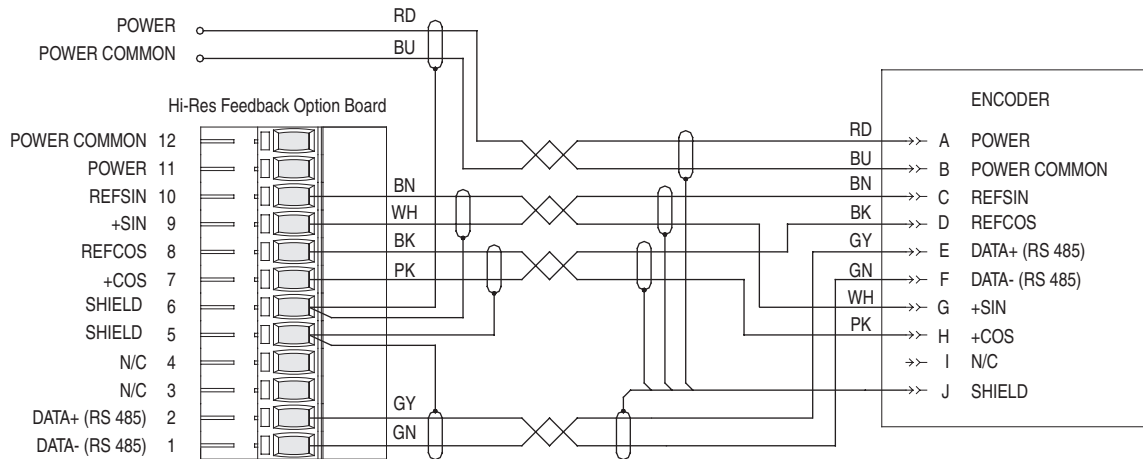 POWER RD
POWER COMMON BU
Hi-Res Feedback Option Board
POWER COMMON 12
POWER 11
REFSIN 10 BN
+SIN 9 WH
REFCOS 8 BK
+COS 7 PK
SHIELD 6
SHIELD 5
N/C 4
N/C 3
DATA+ (RS 485) 2 GY
DATA- (RS 485) 1 GN
ENCODER
RD A POWER
BU B POWER COMMON
BN C REFSIN
BK D REFCOS
GY E DATA+ (RS 485)
GN F DATA- (RS 485)
WH G +SIN
PK H +COS
I N/C
J SHIELD